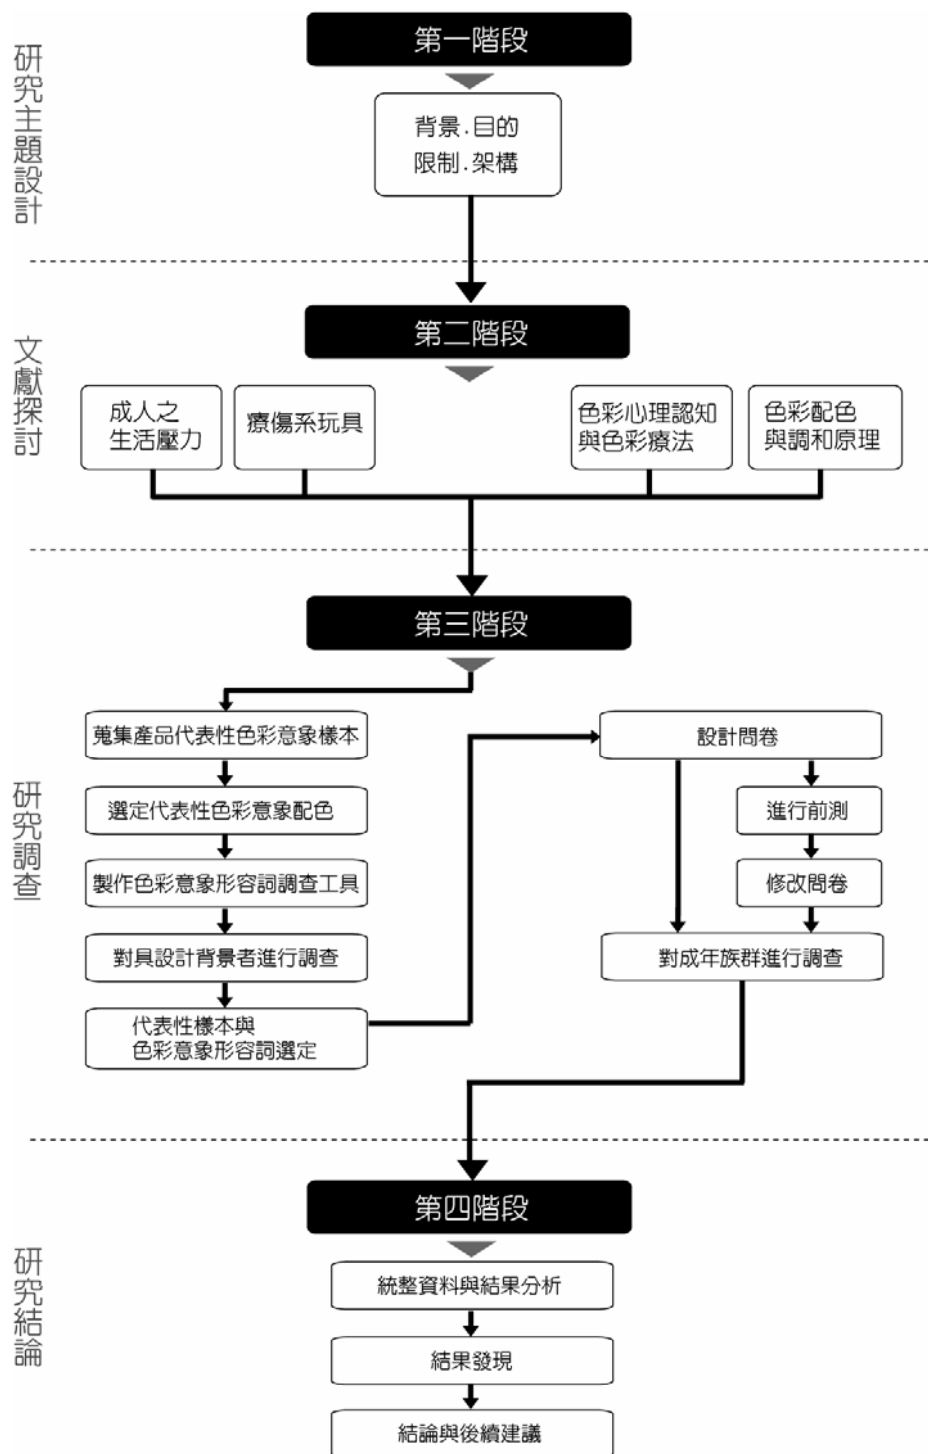 研究主題設計
第一階段
背景.目的
限制.架構
文獻探討
第二階段
成人之
生活壓力
療傷系玩具
色彩心理認知
與色彩療法
色彩配色
與調和原理
研究調查
第三階段
蒐集產品代表性色彩意象樣本
選定代表性色彩意象配色
製作色彩意象形容詞調查工具
對具設計背景者進行調查
代表性樣本與
色彩意象形容詞選定
設計問卷
進行前測
修改問卷
對成年族群進行調查
研究結論
第四階段
統整資料與結果分析
結果發現
結論與後續建議